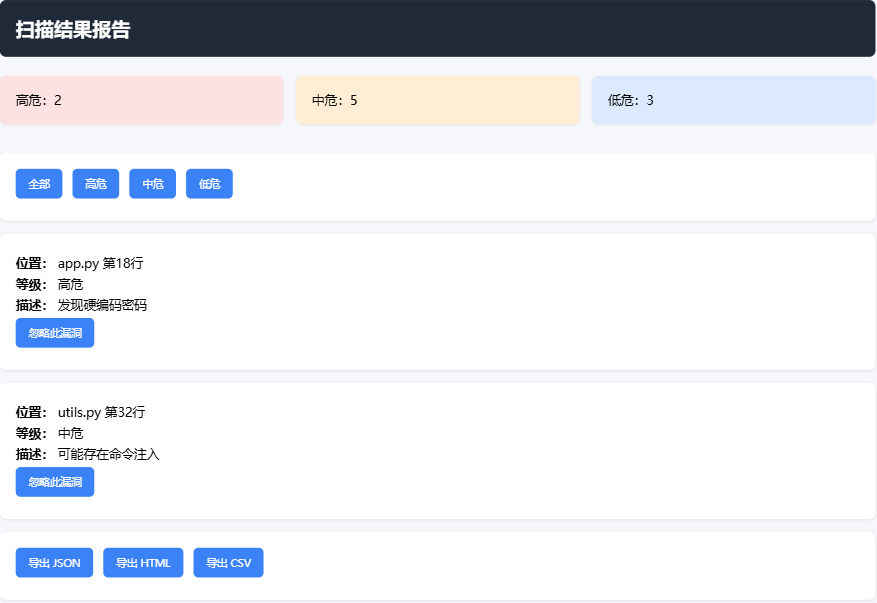 扫描结果报告
高危：2 中危：5 低危：3
全部 高危 中危 低危
位置： app.py 第18行
等级： 高危
描述： 发现硬编码密码
忽略此漏洞
位置： utils.py 第32行
等级： 中危
描述： 可能存在命令注入
忽略此漏洞
导出 JSON 导出 HTML 导出 CSV